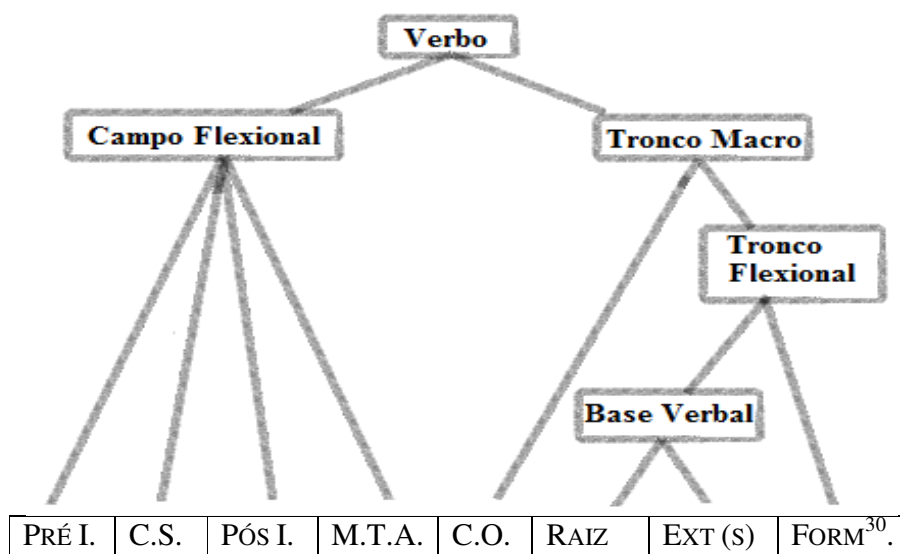 Verbo
Campo Flexional
Tronco Macro
Tronco
Flexional
Base Verbal
PRÉ I. C.S. PÓS I. M.T.A. C.O. RAIZ EXT (S) FORM³⁰.